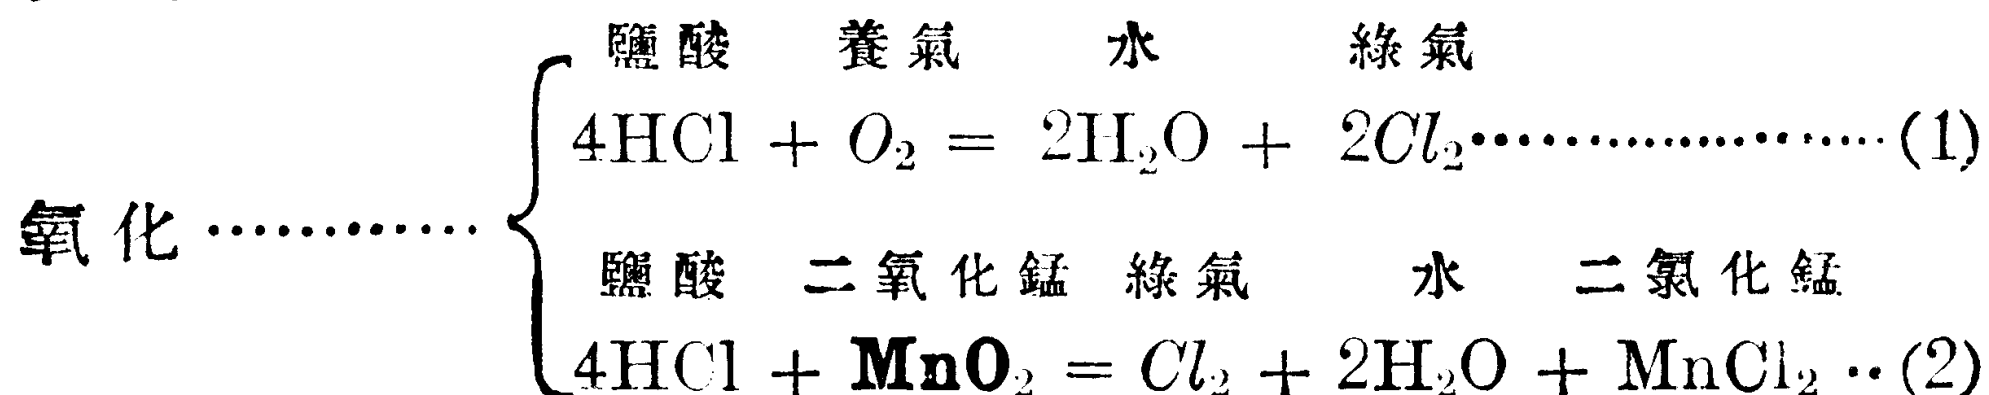 鹽酸 養氣 水 綠氣
4HCl + O₂ = 2H₂O + 2Cl₂⋯⋯⋯⋯⋯⋯(1)
氧化⋯⋯⋯⋯
鹽酸 二氧化錳 綠氣 水 二氯化錳
4HCl + MnO₂ = Cl₂ + 2H₂O + MnCl₂ ··(2)